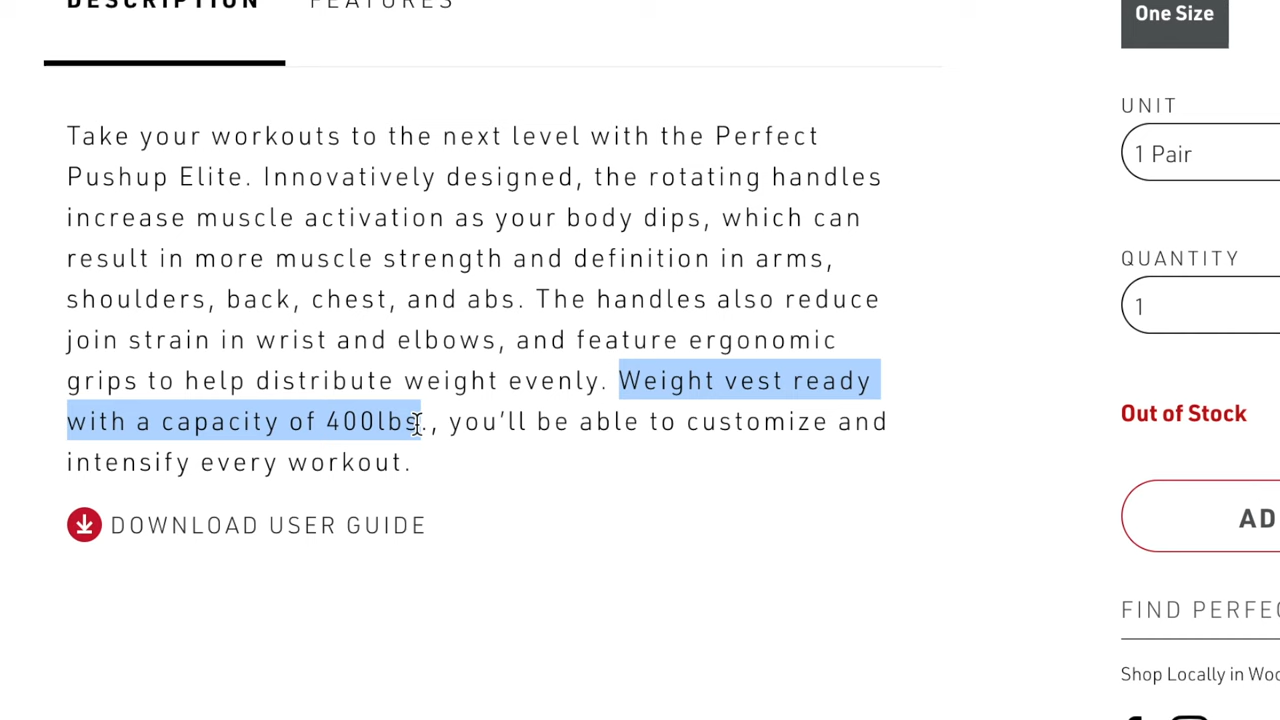 DESCRIPTION FEATURES
One Size
UNIT
1 Pair
Take your workouts to the next level with the Perfect
Pushup Elite. Innovatively designed, the rotating handles
increase muscle activation as your body dips, which can
result in more muscle strength and definition in arms,
shoulders, back, chest, and abs. The handles also reduce
join strain in wrist and elbows, and feature ergonomic
grips to help distribute weight evenly. Weight vest ready
with a capacity of 400lbs., you’ll be able to customize and
intensify every workout.
DOWNLOAD USER GUIDE
QUANTITY
1
Out of Stock
AD
FIND PERFEC
Shop Locally in Woo